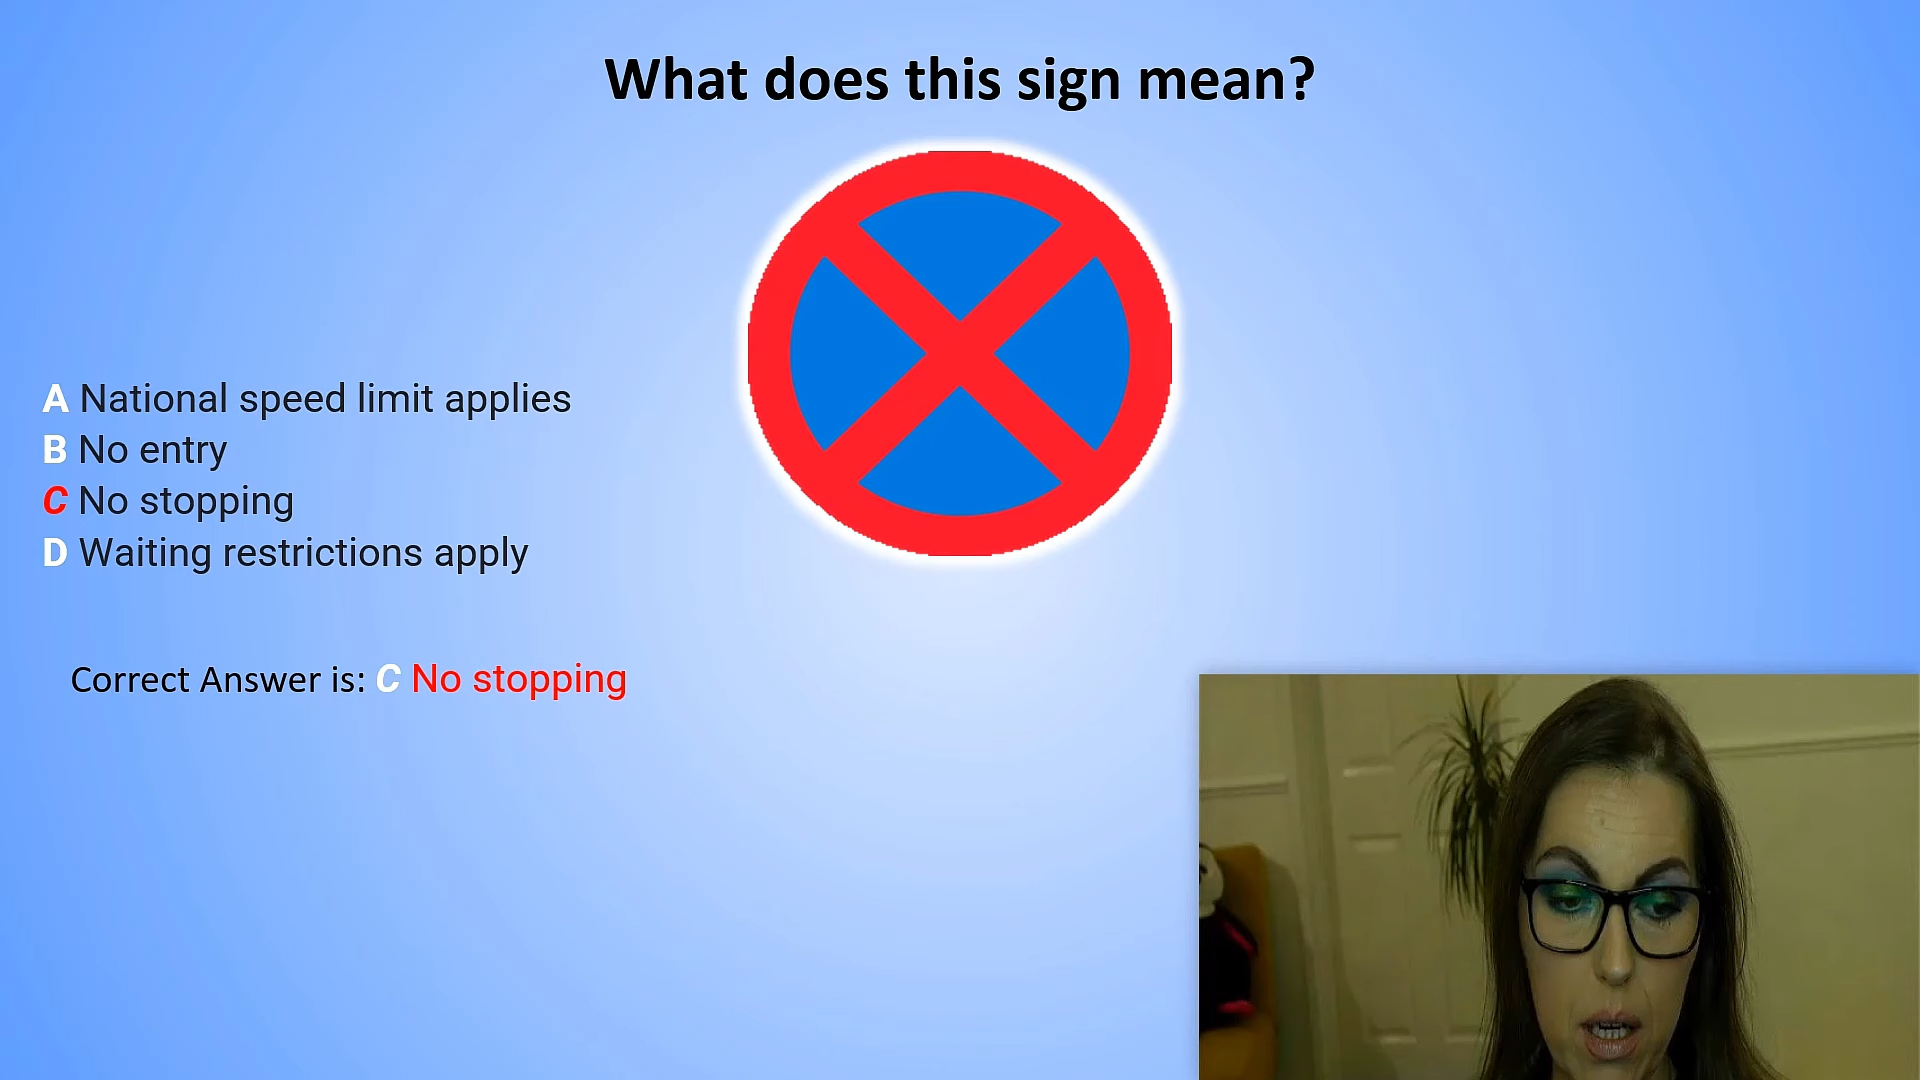 What does this sign mean?
A National speed limit applies
B No entry
C No stopping
D Waiting restrictions apply
Correct Answer is: C No stopping